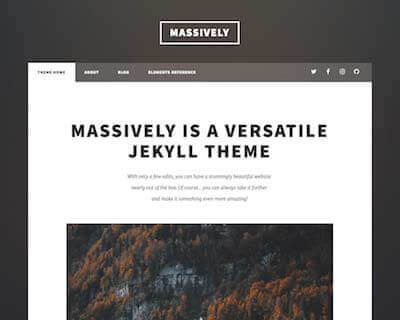 MASSIVELY
THEME HOME ABOUT BLOG ELEMENTS REFERENCE
MASSIVELY IS A VERSATILE
JEKYLL THEME
With only a few edits, you can have a stunningly beautiful website
nearly out of the box. Of course... you can always take it further
and make it something even more amazing!